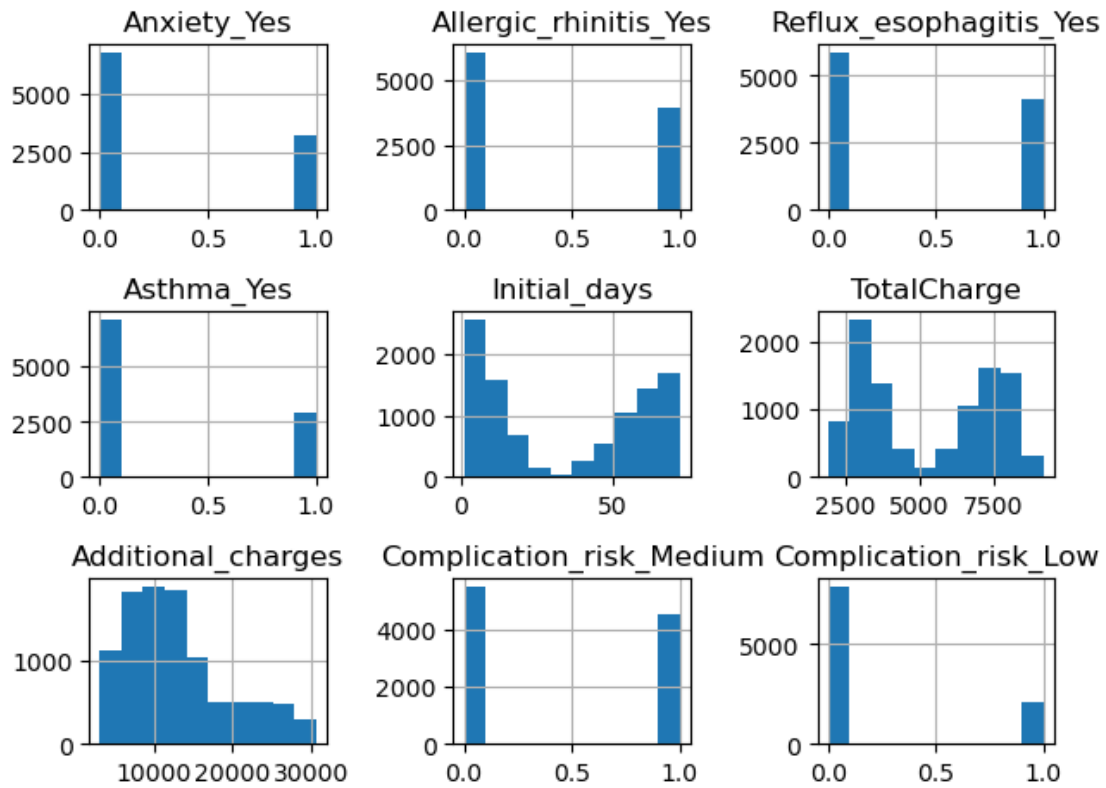 Anxiety_Yes
Allergic_rhinitis_Yes
Reflux_esophagitis_Yes
5000
2500
0
0.0 0.5 1.0
5000
2500
0
0.0 0.5 1.0
5000
2500
0
0.0 0.5 1.0
Asthma_Yes
Initial_days
TotalCharge
5000
2500
0
0.0 0.5 1.0
2000
1000
0
0 50
2000
1000
0
2500 5000 7500
Additional_charges
Complication_risk_Medium
Complication_risk_Low
1000
0
10000 20000 30000
4000
2000
0
0.0 0.5 1.0
5000
0
0.0 0.5 1.0